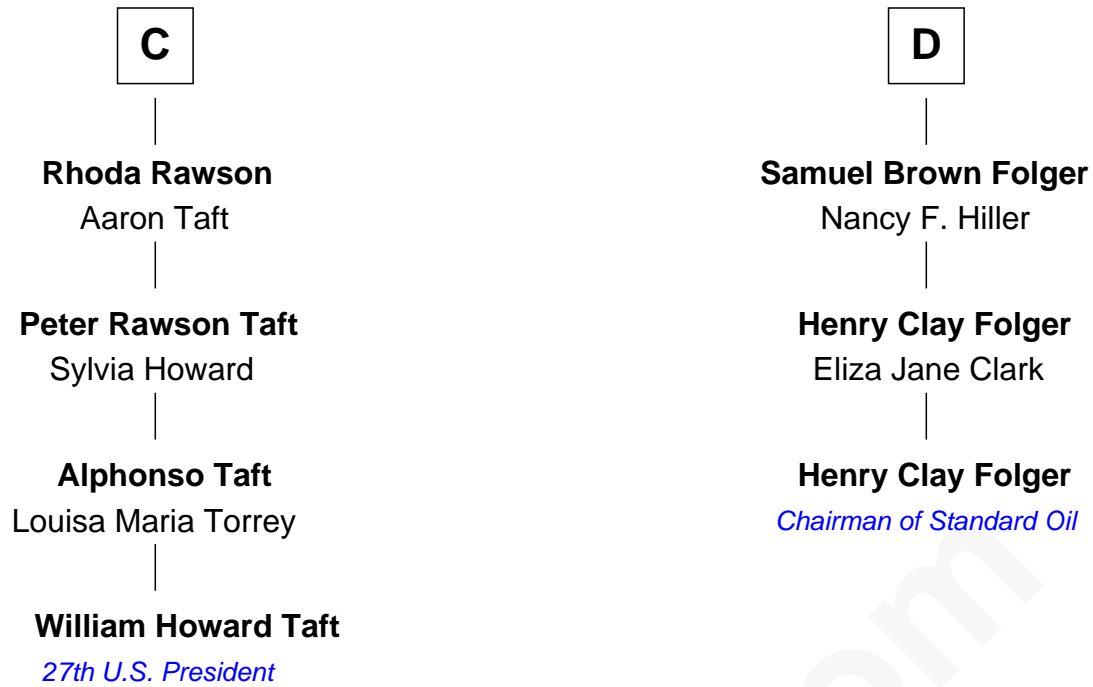 C
Rhoda Rawson
Aaron Taft
Peter Rawson Taft
Sylvia Howard
Alphonso Taft
Louisa Maria Torrey
William Howard Taft
27th U.S. President
D
Samuel Brown Folger
Nancy F. Hiller
Henry Clay Folger
Eliza Jane Clark
Henry Clay Folger
Chairman of Standard Oil
om